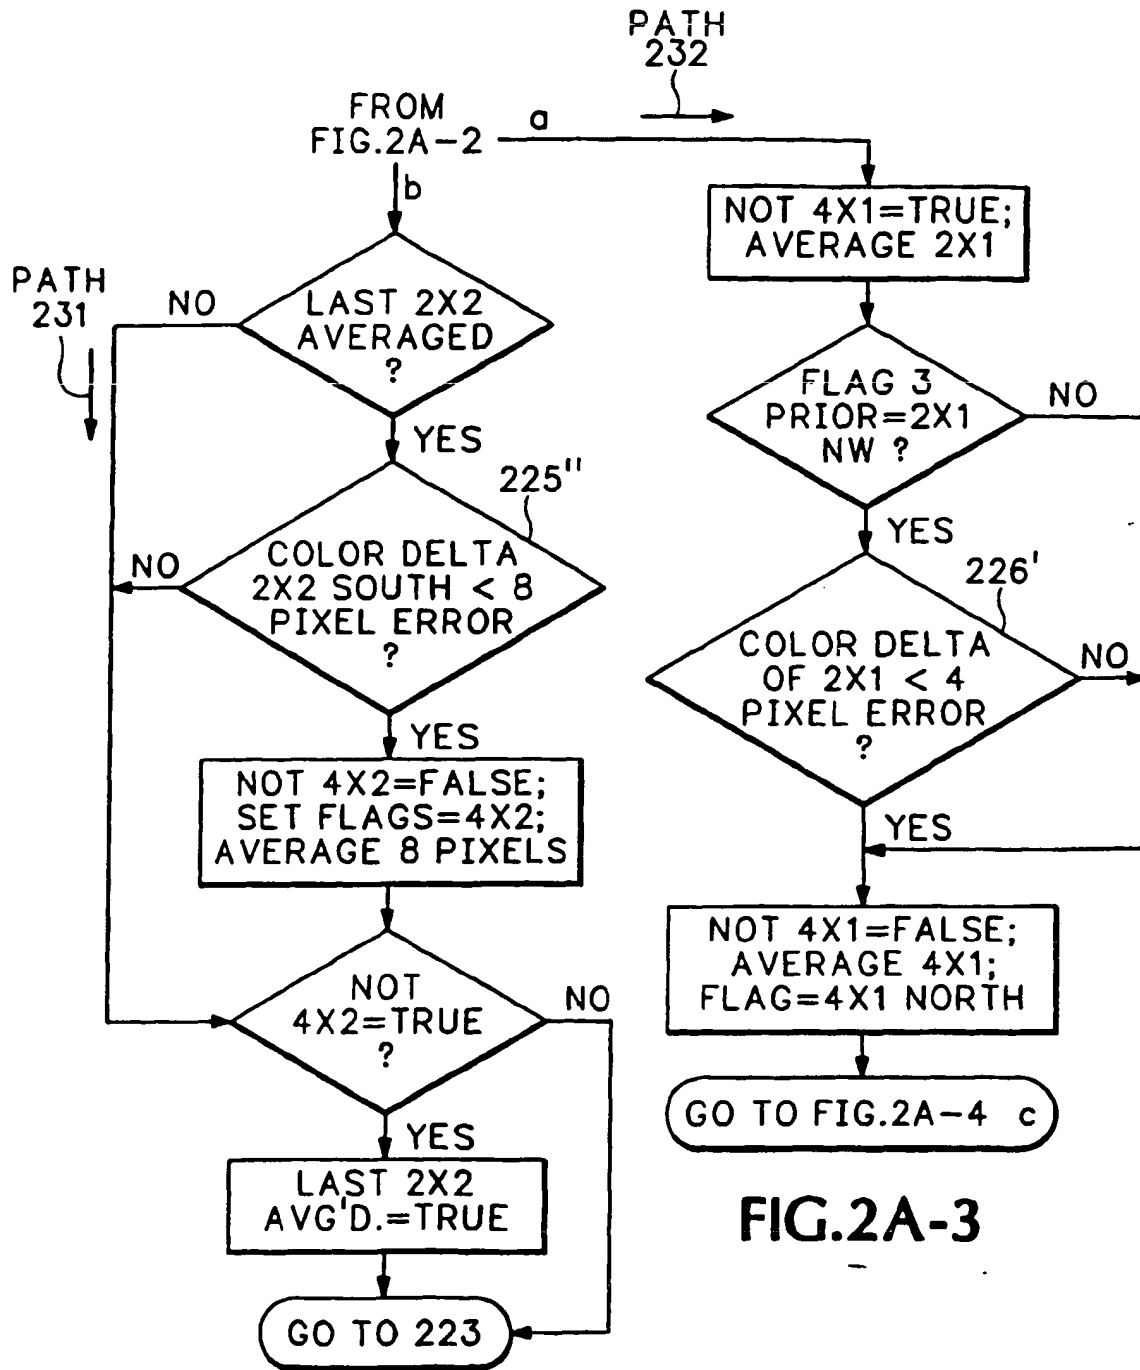 PATH
232
FROM
FIG.2A-2
a
b
NOT 4X1=TRUE;
AVERAGE 2X1
PATH
231
NO
LAST 2X2
AVERAGED
?
YES
FLAG 3
PRIOR=2X1
NW ?
NO
YES
225''
COLOR DELTA
2X2 SOUTH < 8
PIXEL ERROR
?
NO
YES
226'
COLOR DELTA
OF 2X1 < 4
PIXEL ERROR
?
NO
YES
NOT 4X2=FALSE;
SET FLAGS=4X2;
AVERAGE 8 PIXELS
NOT
4X2=TRUE
?
NO
YES
NOT 4X1=FALSE;
AVERAGE 4X1;
FLAG=4X1 NORTH
GO TO FIG.2A-4 c
LAST 2X2
AVG'D.=TRUE
GO TO 223
FIG.2A-3